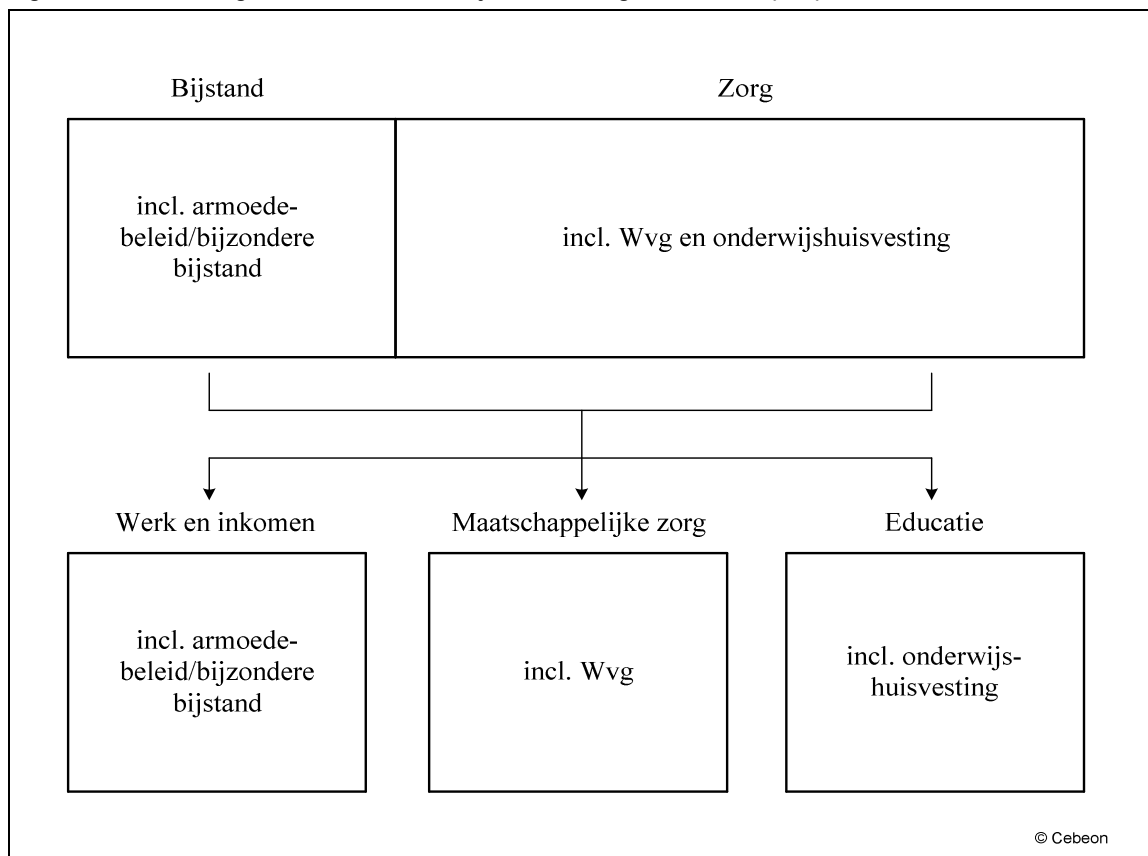 Bijstand
Zorg
incl. armoede-
beleid/bijzondere
bijstand
incl. Wvg en onderwijshuisvesting
Werk en inkomen
Maatschappelijke zorg
Educatie
incl. armoede-
beleid/bijzondere
bijstand
incl. Wvg
incl. onderwijs-
huisvesting
© Cebeon